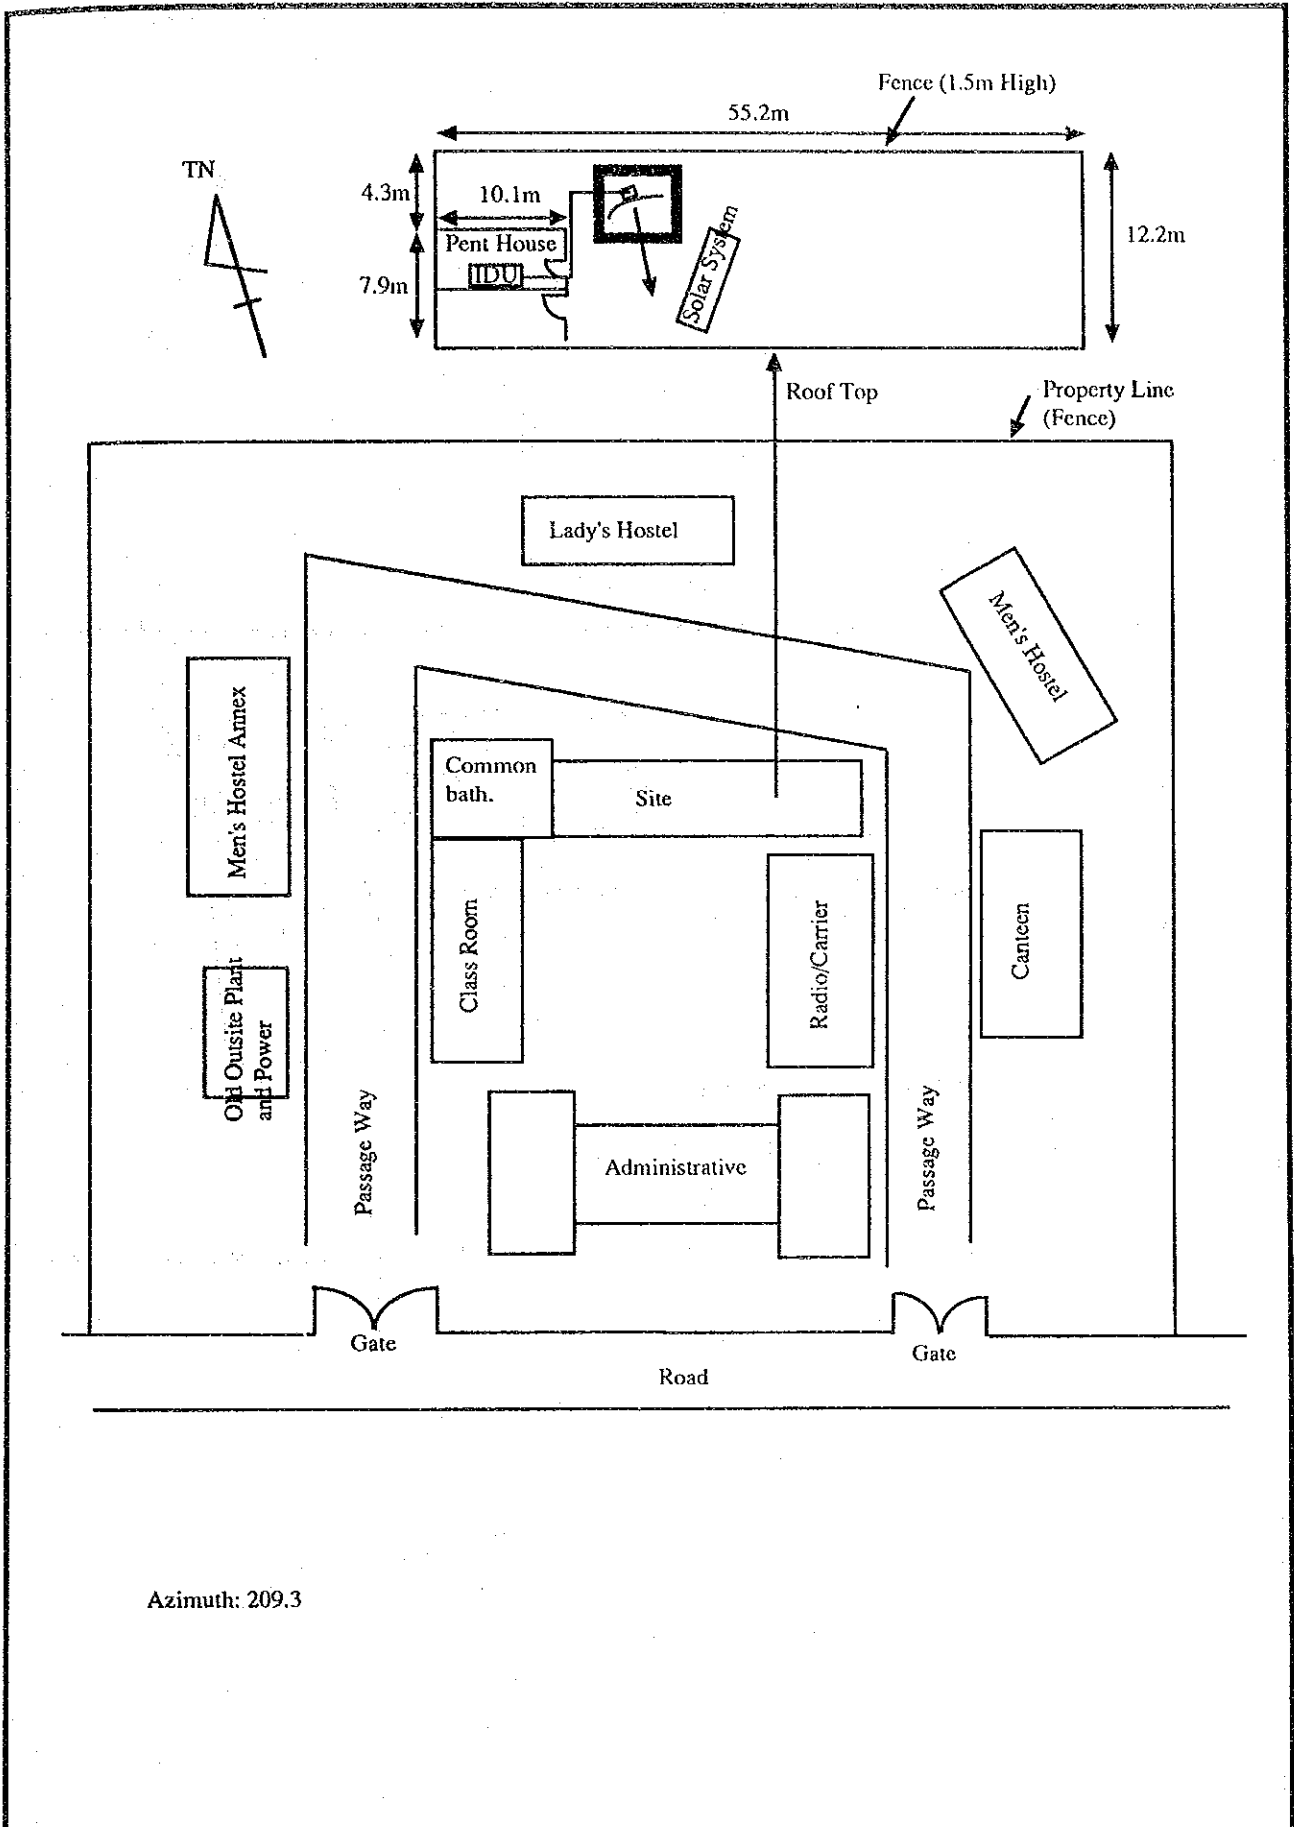 Fence (1.5m High)
55.2m
TN
4.3m
10.1m
12.2m
Pent House
IDU
7.9m
Solar System
Roof Top
Property Line
(Fence)
Lady's Hostel
Men's Hostel
Men's Hostel Annex
Common
bath.
Site
Class Room
Radio/Carrier
Canteen
Old Outsite Plant
and Power
Passage Way
Administrative
Passage Way
Gate
Gate
Road
Azimuth: 209.3